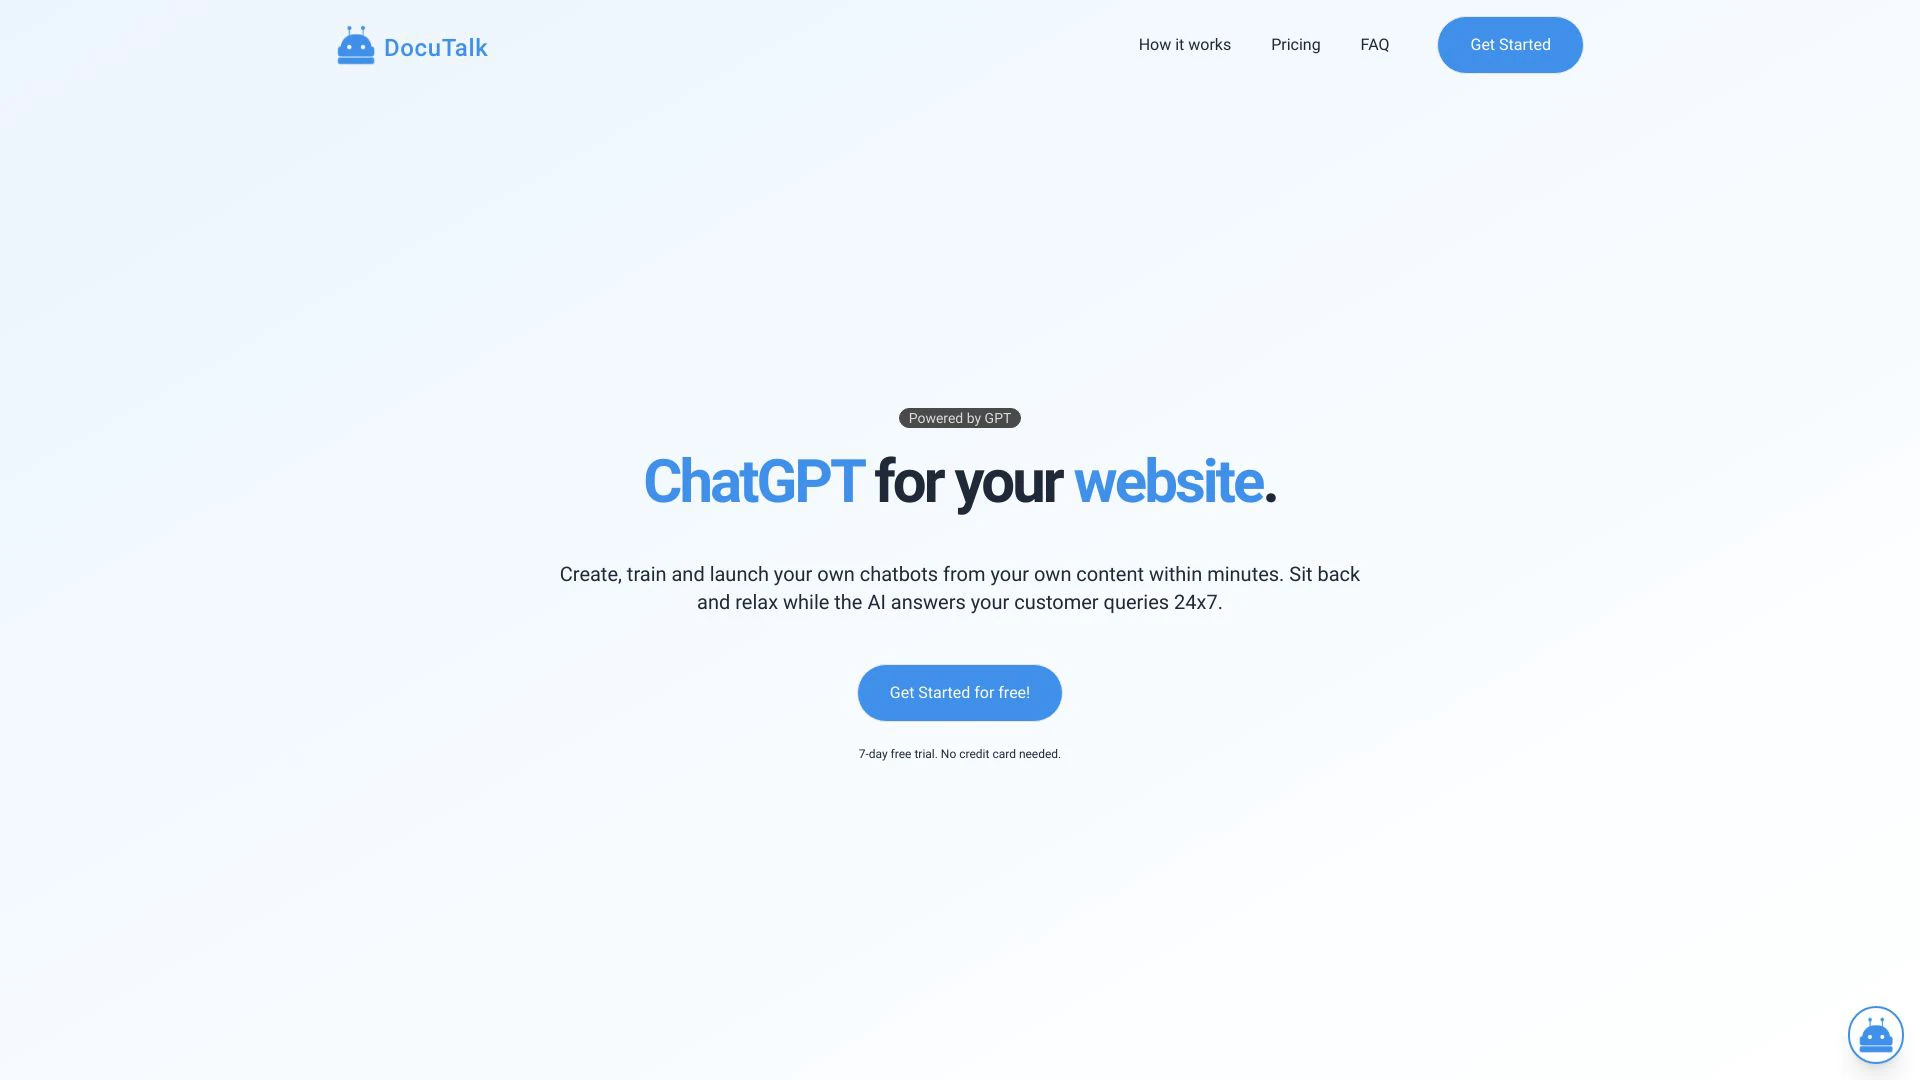 DocuTalk
How it works
Pricing
FAQ
Get Started
Powered by GPT
ChatGPT for your website.
Create, train and launch your own chatbots from your own content within minutes. Sit back
and relax while the AI answers your customer queries 24x7.
Get Started for free!
7-day free trial. No credit card needed.